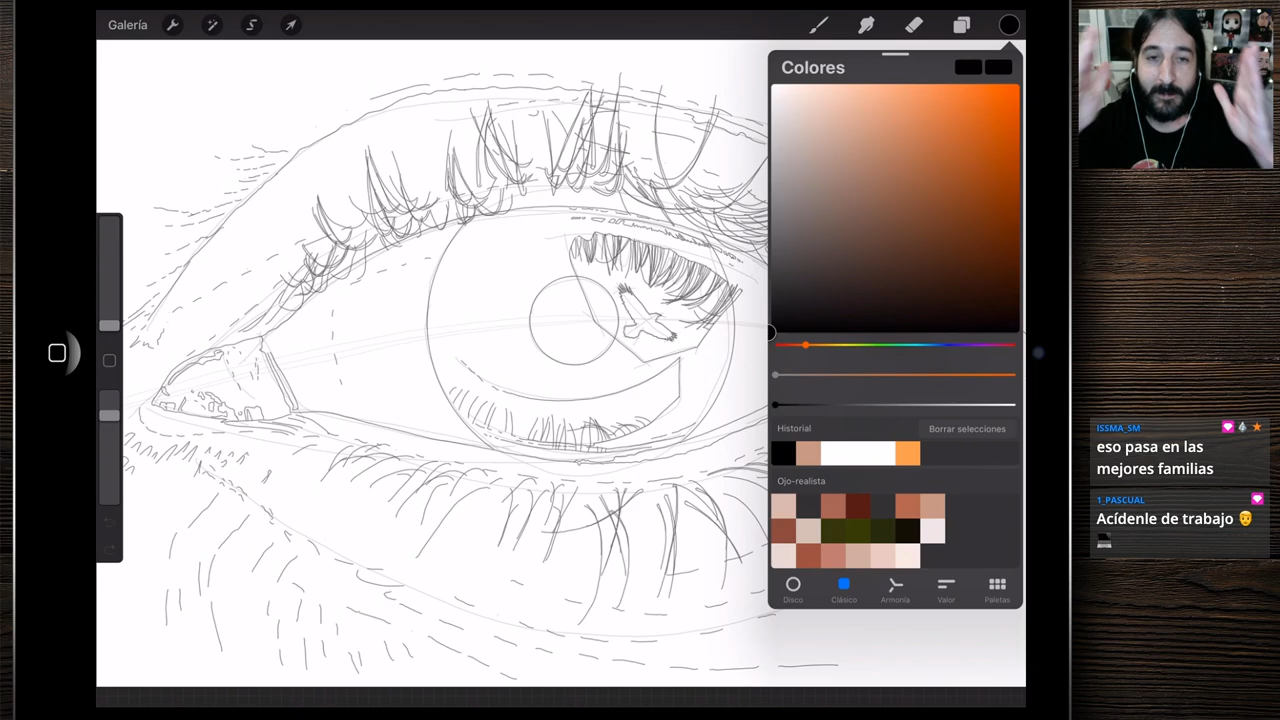 Galería
Colores
Historial
Borrar selecciones
Ojo-realista
Disco
Clásico
Armonía
Valor
Paletas
ISSMA_SM
eso pasa en las
mejores familias
1_PASCUAL
Acídenle de trabajo